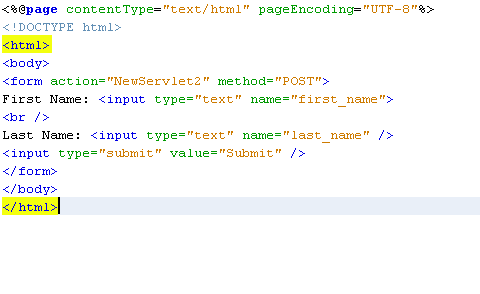 <%@page contentType="text/html" pageEncoding="UTF-8"%>
<!DOCTYPE html>
<html>
<body>
<form action="NewServlet2" method="POST">
First Name: <input type="text" name="first_name">
<br />
Last Name: <input type="text" name="last_name" />
<input type="submit" value="Submit" />
</form>
</body>
</html>